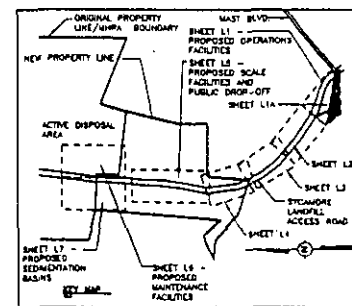 ORIGINAL PROPERTY
LINE/MHPA BOUNDARY
MAST BLVD
SHEET L1 -
PROPOSED OPERATIONS
FACILITIES
NEW PROPERTY LINE
SHEET L5 -
PROPOSED SCALE
FACILITIES AND
PUBLIC DROP-OFF
SHEET L1A
ACTIVE DISPOSAL
AREA
SHEET L2
SHEET L3
SYCAMORE
LANDFILL
ACCESS ROAD
SHEET L4
SHEET L7 -
PROPOSED
SEDIMENTATION
BASINS
SHEET L6 -
PROPOSED
MAINTENANCE
FACILITIES
KEY MAP